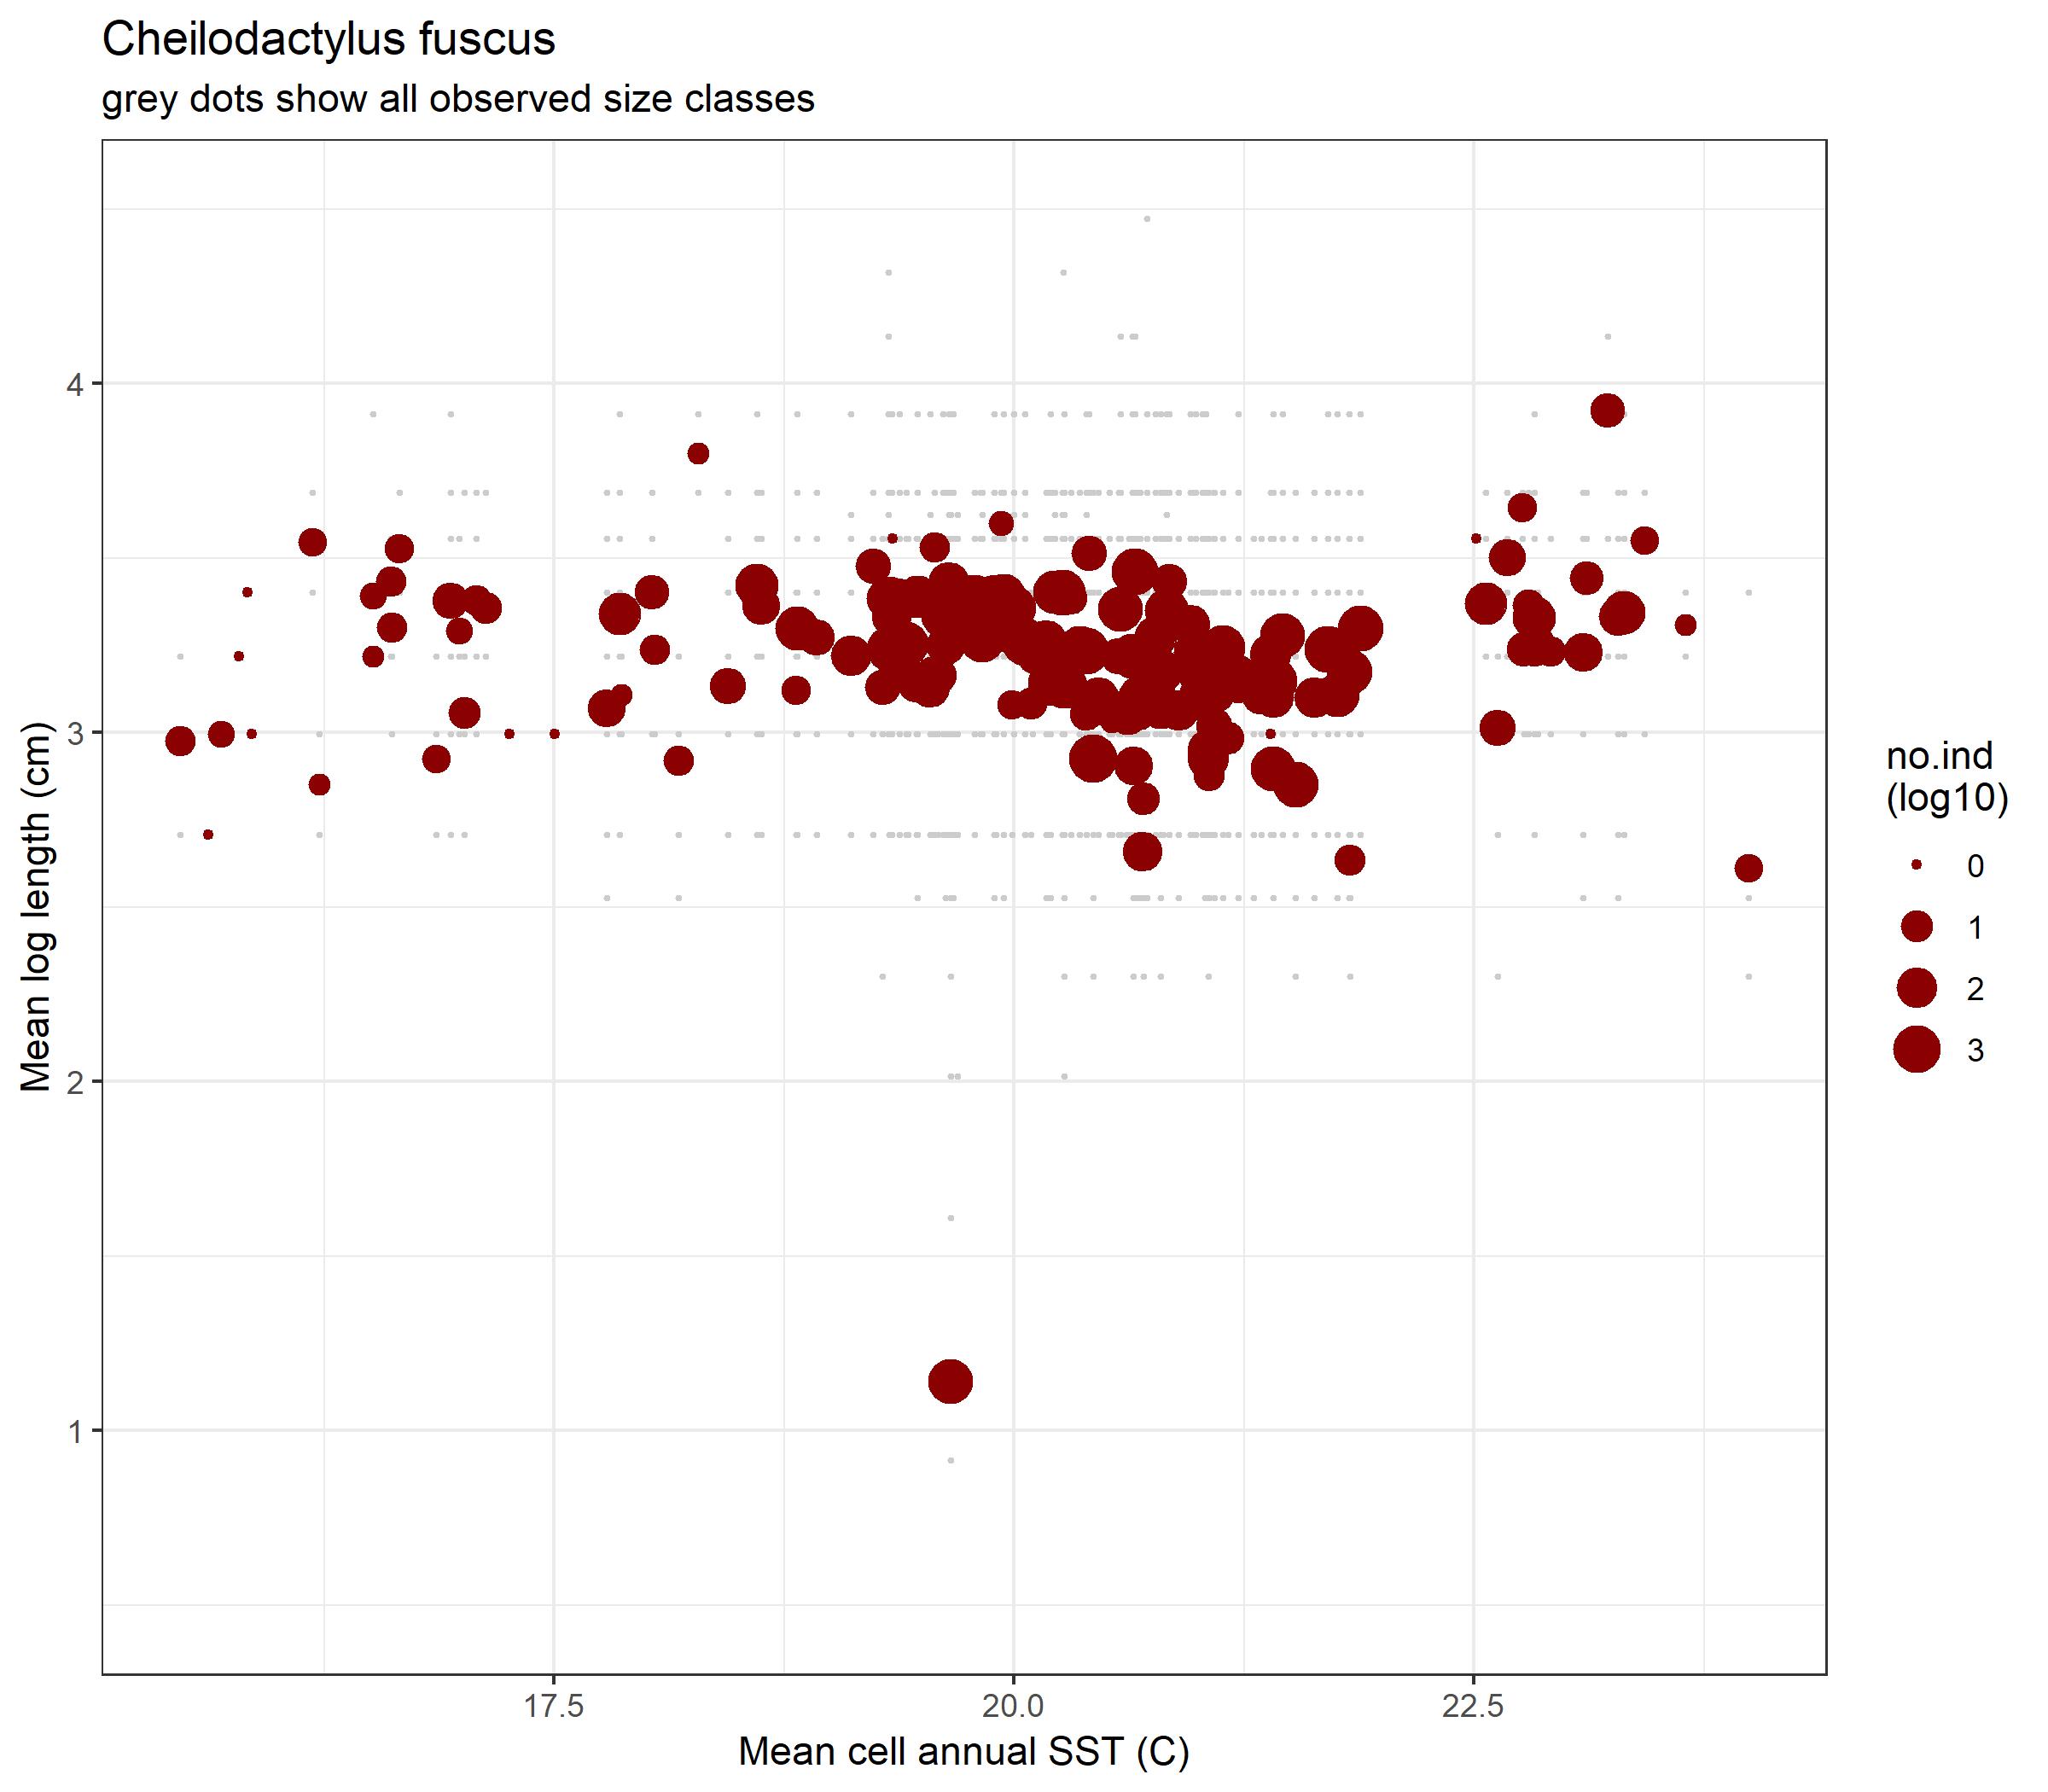 Cheilodactylus fuscus
grey dots show all observed size classes
Mean log length (cm)
4
3
2
1
17.5
20.0
22.5
Mean cell annual SST (C)
no.ind
(log10)
0
1
2
3